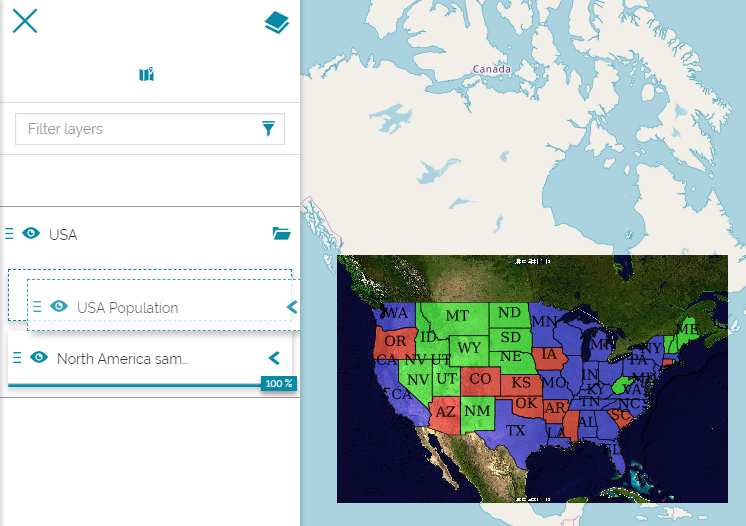 Canada
Filter layers
USA
USA Population
North America sam...
100 %
WA
MT
ND
MN
ME
OR
ID
SD
WY
NY
MI
CA
NV
UT
NE
IA
PA
NV
UT
CO
KS
MO
IN
KY
VA
CA
AZ
NM
OK
AR
TN
NC
SC
TX
LA
AL